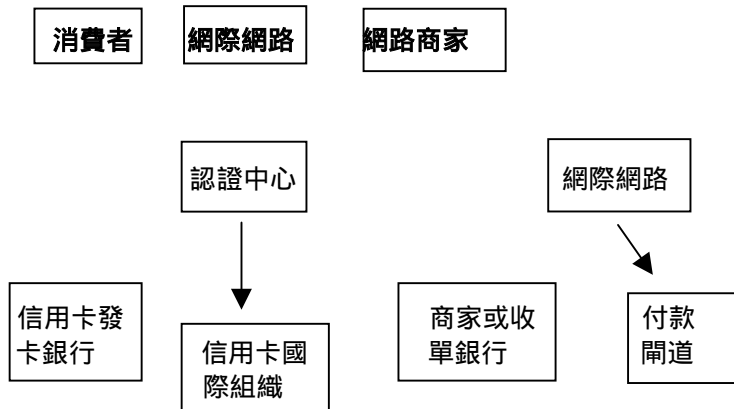 消費者 網際網路 網路商家
認證中心 網際網路
信用卡發
卡銀行
信用卡國
際組織
商家或收
單銀行
付款
閘道